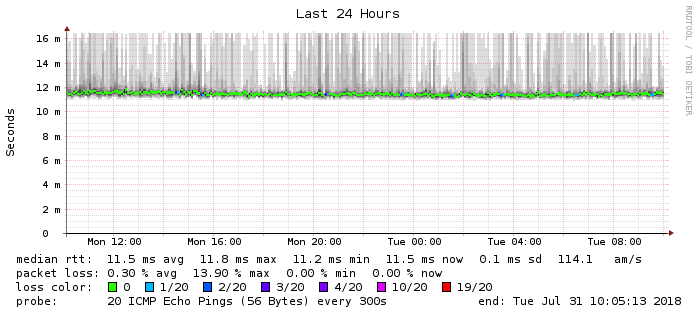 Last 24 Hours
RRDTOOL / TOBI OETIKER
Seconds
16 m
14 m
12 m
10 m
8 m
6 m
4 m
2 m
0
Mon 12:00 Mon 16:00 Mon 20:00 Tue 00:00 Tue 04:00 Tue 08:00
median rtt: 11.5 ms avg 11.8 ms max 11.2 ms min 11.5 ms now 0.1 ms sd 114.1 am/s
packet loss: 0.30 % avg 13.90 % max 0.00 % min 0.00 % now
loss color: 0 1/20 2/20 3/20 4/20 10/20 19/20
probe: 20 ICMP Echo Pings (56 Bytes) every 300s end: Tue Jul 31 10:05:13 2018